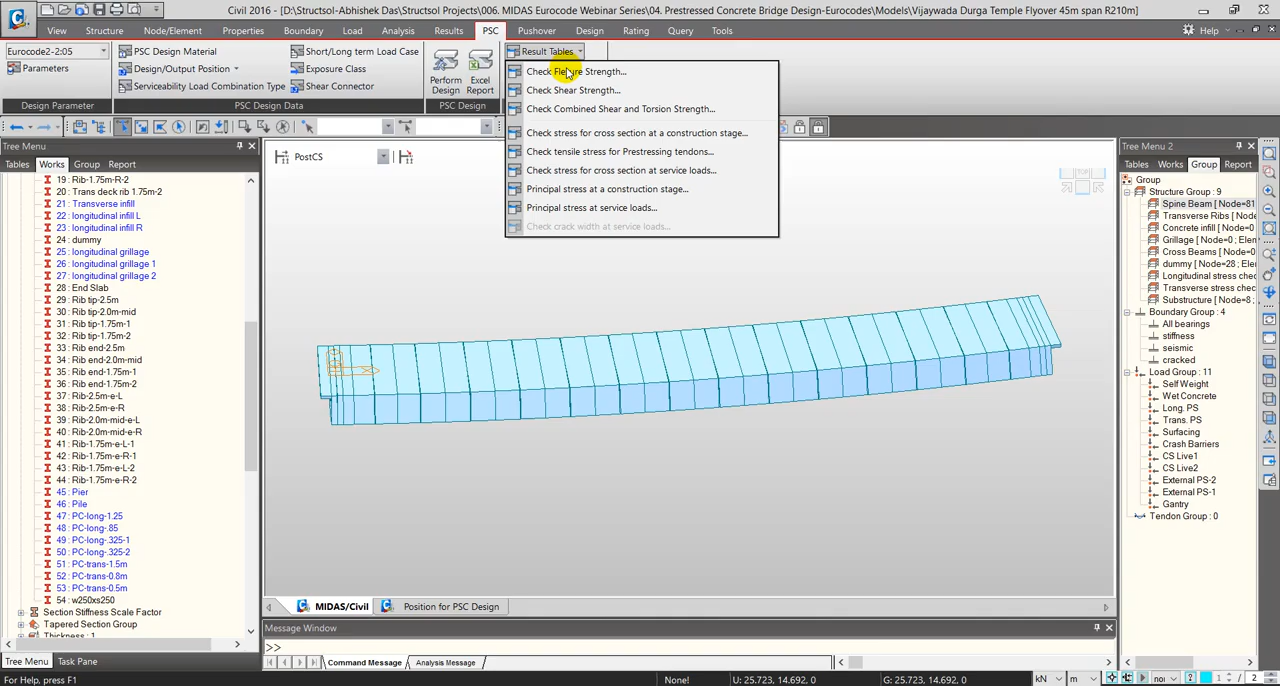 Civil 2016 - [D:\Structsol-Abhishek Das\Structsol Projects\006. MIDAS Eurocode Webinar Series\04. Prestressed Concrete Bridge Design-Eurocodes\Models\Vijaywada Durga Temple Flyover 45m span R210m]
View Structure Node/Element Properties Boundary Load Analysis Results PSC Pushover Design Rating Query Tools Help
Eurocode2-2:05
Parameters
Design Parameter
PSC Design Material
Design/Output Position
Serviceability Load Combination Type
Short/Long term Load Case
Exposure Class
Shear Connector
PSC Design Data
Perform Design
Excel Report
PSC Design
Result Tables
Check Flexure Strength...
Check Shear Strength...
Check Combined Shear and Torsion Strength...
Check stress for cross section at a construction stage...
Check tensile stress for Prestressing tendons...
Check stress for cross section at service loads...
Principal stress at a construction stage...
Principal stress at service loads...
Check crack width at service loads...
Tree Menu
Tables Works Group Report
19 : Rib-1.75m-R-2
20 : Trans deck rib 1.75m-2
21 : Transverse infill
22 : longitudinal infill L
23 : longitudinal infill R
24 : dummy
25 : longitudinal grillage
26 : longitudinal grillage 1
27 : longitudinal grillage 2
28 : End Slab
29 : Rib tip-2.5m
30 : Rib tip-2.0m-mid
31 : Rib tip-1.75m-1
32 : Rib tip-1.75m-2
33 : Rib end-2.5m
34 : Rib end-2.0m-mid
35 : Rib end-1.75m-1
36 : Rib end-1.75m-2
37 : Rib-2.5m-e-L
38 : Rib-2.5m-e-R
39 : Rib-2.0m-mid-e-L
40 : Rib-2.0m-mid-e-R
41 : Rib-1.75m-e-L-1
42 : Rib-1.75m-e-R-1
43 : Rib-1.75m-e-L-2
44 : Rib-1.75m-e-R-2
45 : Pier
46 : Pile
47 : PC-long-1.25
48 : PC-long-.85
49 : PC-long-.325-1
50 : PC-long-.325-2
51 : PC-trans-1.5m
52 : PC-trans-0.8m
53 : PC-trans-0.5m
54 : w250xs250
Section Stiffness Scale Factor
Tapered Section Group
Thickness : 1
Tree Menu Task Pane
PostCS
TOP
MIDAS/Civil Position for PSC Design
Message Window
>>
Command Message Analysis Message
Tree Menu 2
Tables Works Group Report
Group
Structure Group : 9
Spine Beam [ Node=81
Transverse Ribs [ Node
Concrete infill [ Node=
Grillage [ Node=0 ; Ele
Cross Beams [ Node=0
dummy [ Node=28 ; Ele
Longitudinal stress chec
Transverse stress check
Substructure [ Node=8 ;
Boundary Group : 4
All bearings
stiffness
seismic
cracked
Load Group : 11
Self Weight
Wet Concrete
Long. PS
Trans. PS
Surfacing
Crash Barriers
CS Live1
CS Live2
External PS-2
External PS-1
Gantry
Tendon Group : 0
For Help, press F1
None!
U: 25.723, 14.692, 0
G: 25.723, 14.692, 0
kN
m
2